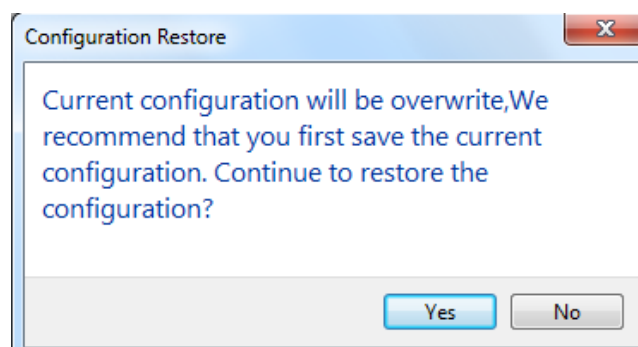 Configuration Restore
Current configuration will be overwrite,We
recommend that you first save the current
configuration. Continue to restore the
configuration?
Yes No